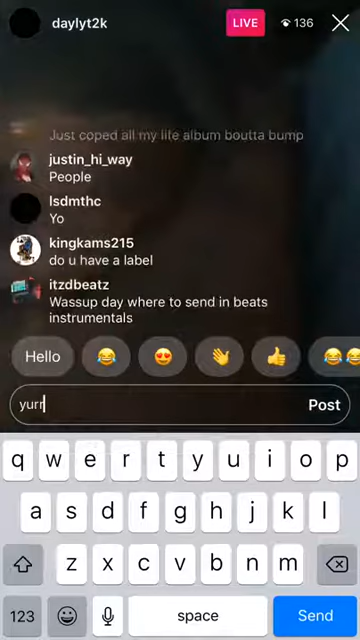 daylyt2k
LIVE
136
Just coped all my life album boutta bump
justin_hi_way
People
lsdmthc
Yo
kingkams215
do u have a label
itzdbeatz
Wassup day where to send in beats
instrumentals
Hello
yurr
Post
q w e r t y u i o p
a s d f g h j k l
z x c v b n m
123
space
Send